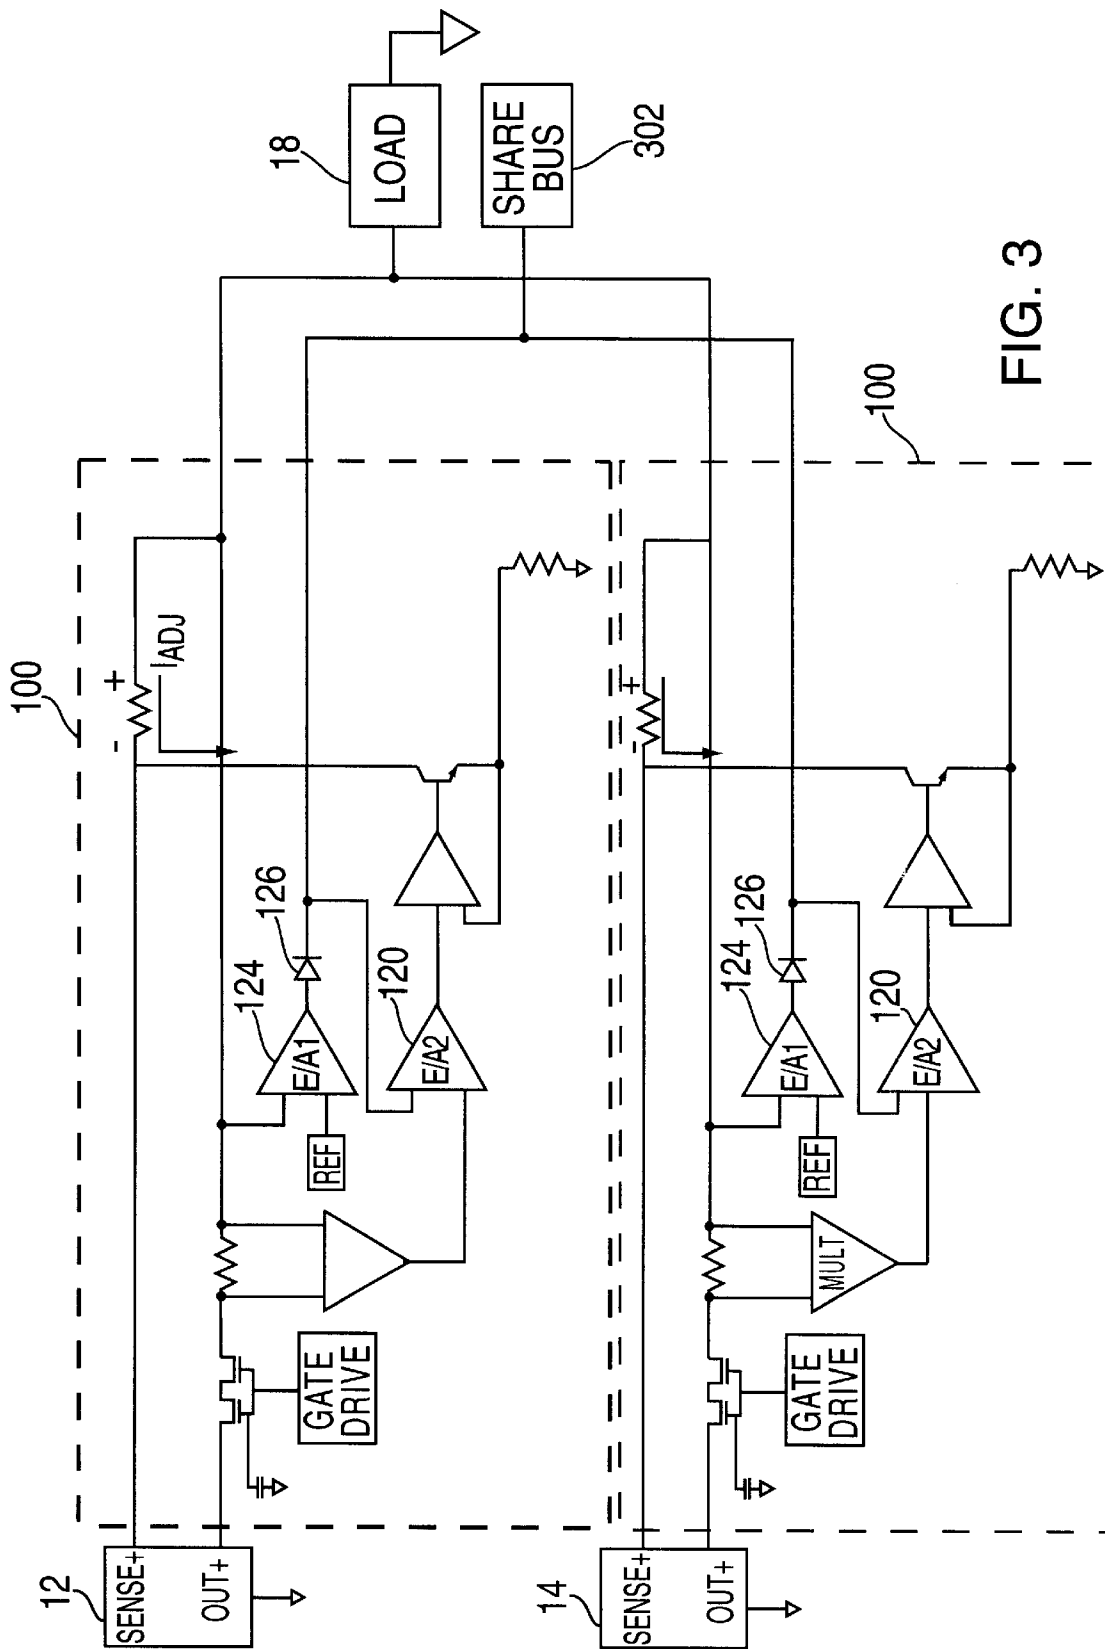 12
SENSE+
OUT+
GATE
DRIVE
REF
124
E/A1
126
120
E/A2
-
+
I ADJ
100
18
LOAD
SHARE
BUS
302
14
SENSE+
OUT+
GATE
DRIVE
MULT
REF
124
E/A1
126
120
E/A2
-
+
100
FIG. 3